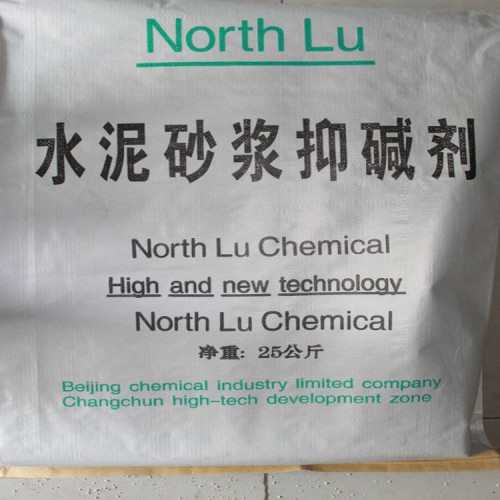 North Lu
水泥砂浆抑碱剂
North Lu Chemical
High and new technology
North Lu Chemical
净重: 25公斤
Beijing chemical industry limited company
Changchun high-tech development zone